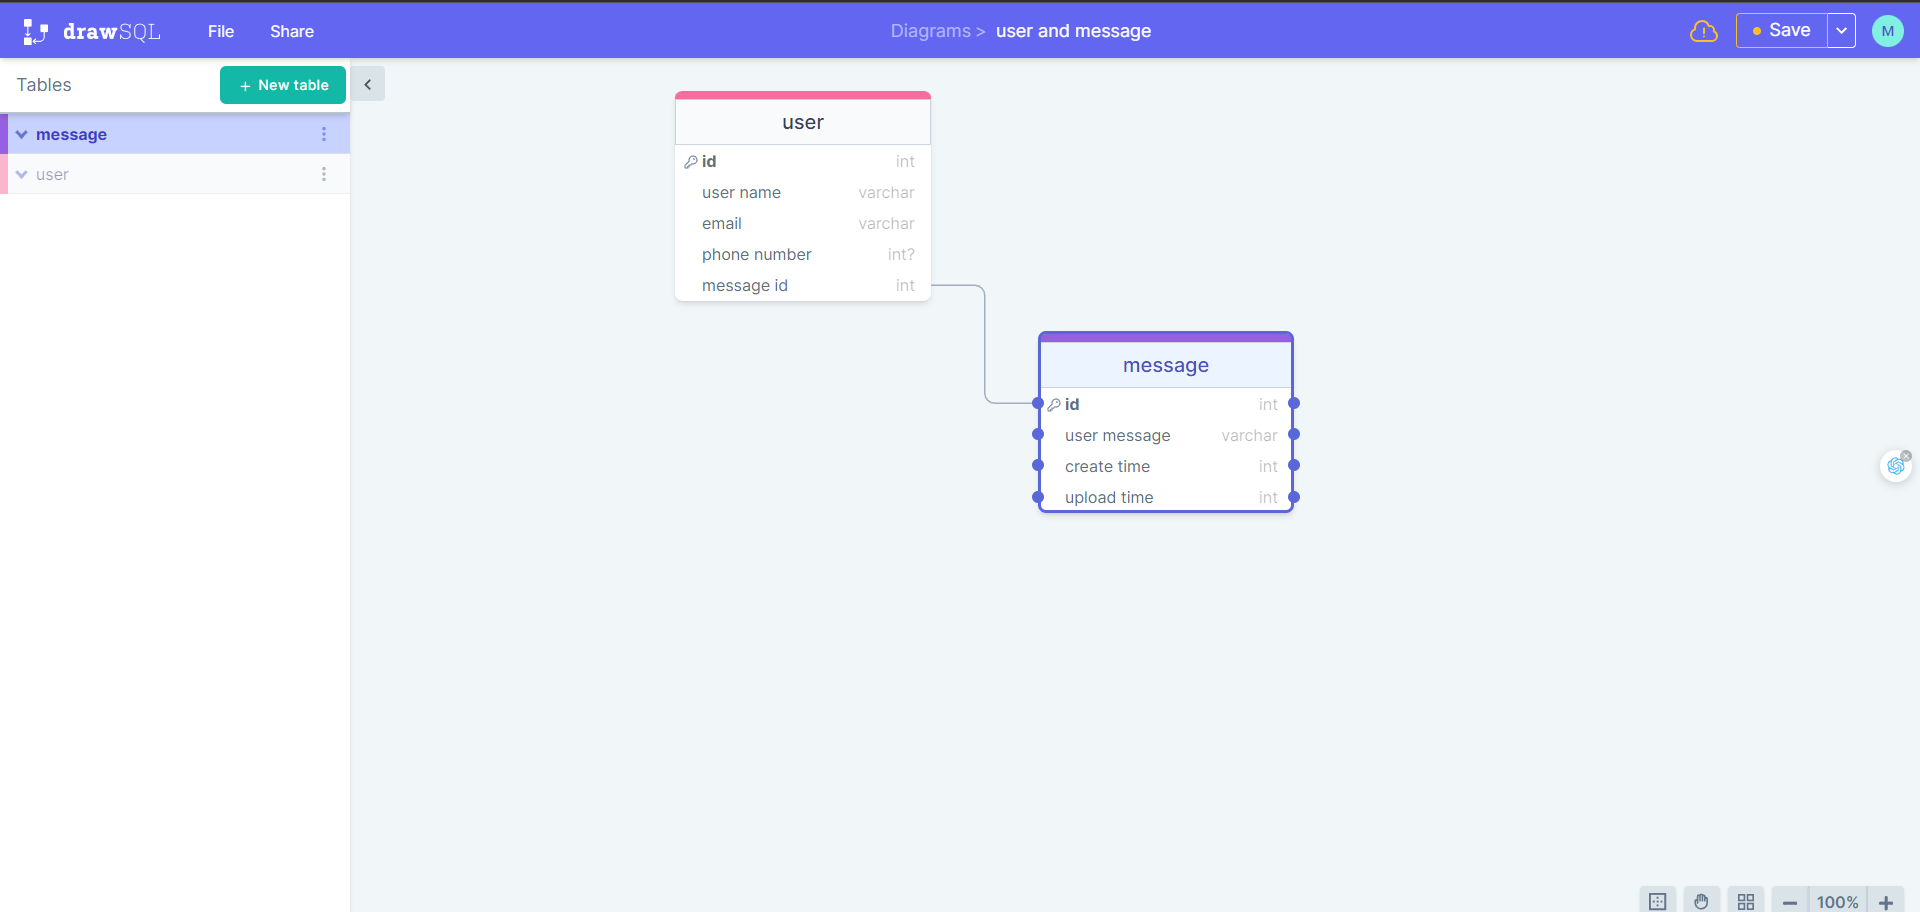 drawSQL File Share Diagrams > user and message Save M
Tables + New table
message
user
user
id int
user name varchar
email varchar
phone number int?
message id int
message
id int
user message varchar
create time int
upload time int
100%